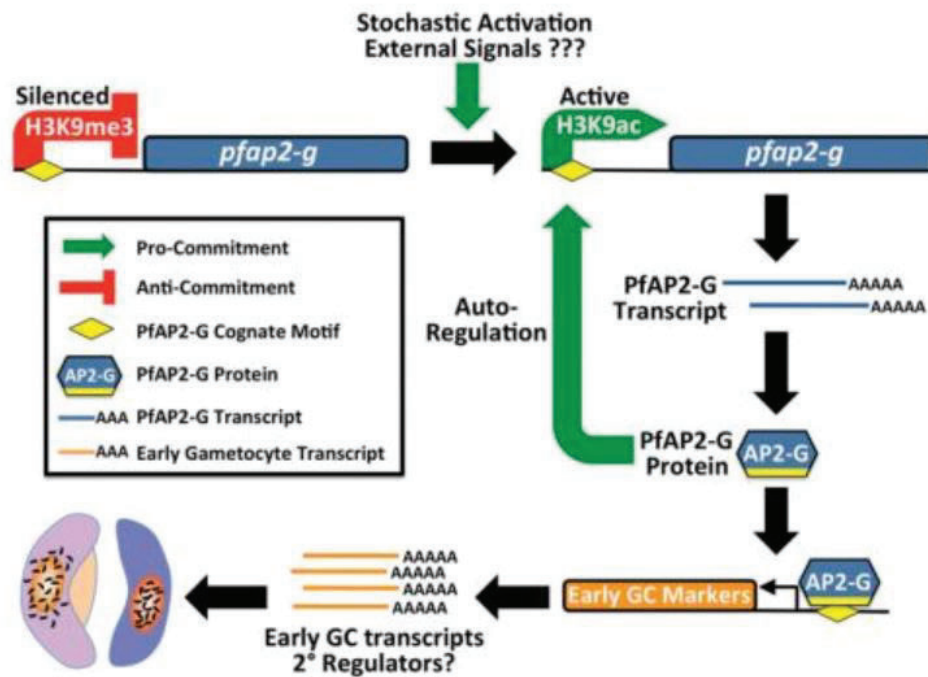 Stochastic Activation
External Signals ???
Silenced
H3K9me3
pfap2-g
Active
H3K9ac
pfap2-g
Pro-Commitment
Anti-Commitment
PfAP2-G Cognate Motif
AP2-G
PfAP2-G Protein
AAA PfAP2-G Transcript
AAA Early Gametocyte Transcript
Auto-
Regulation
PfAP2-G
Transcript
AAAAA
AAAAA
PfAP2-G
Protein
AP2-G
AP2-G
Early GC Markers
AAAAA
AAAAA
AAAAA
AAAAA
Early GC transcripts
2° Regulators?